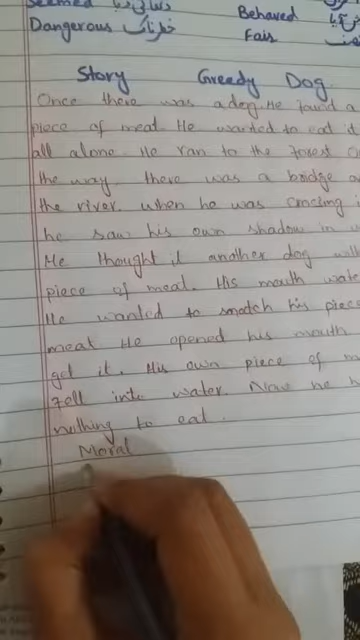 Seemed
Behaved
Dangerous خطرناک
Fair
Story Greedy Dog.
Once there was a dog. He found a
piece of meat. He wanted to eat it
all alone. He ran to the forest
the way there was a bridge
the river. when he was crncing
he saw his own shadow in
He thought it another dog with
piece of meat. His mouth
He wanted to snatch his piece
meat. He opened his mouth
get it. His own piece of
fell into water. Now he
nothing to eat.
Moral